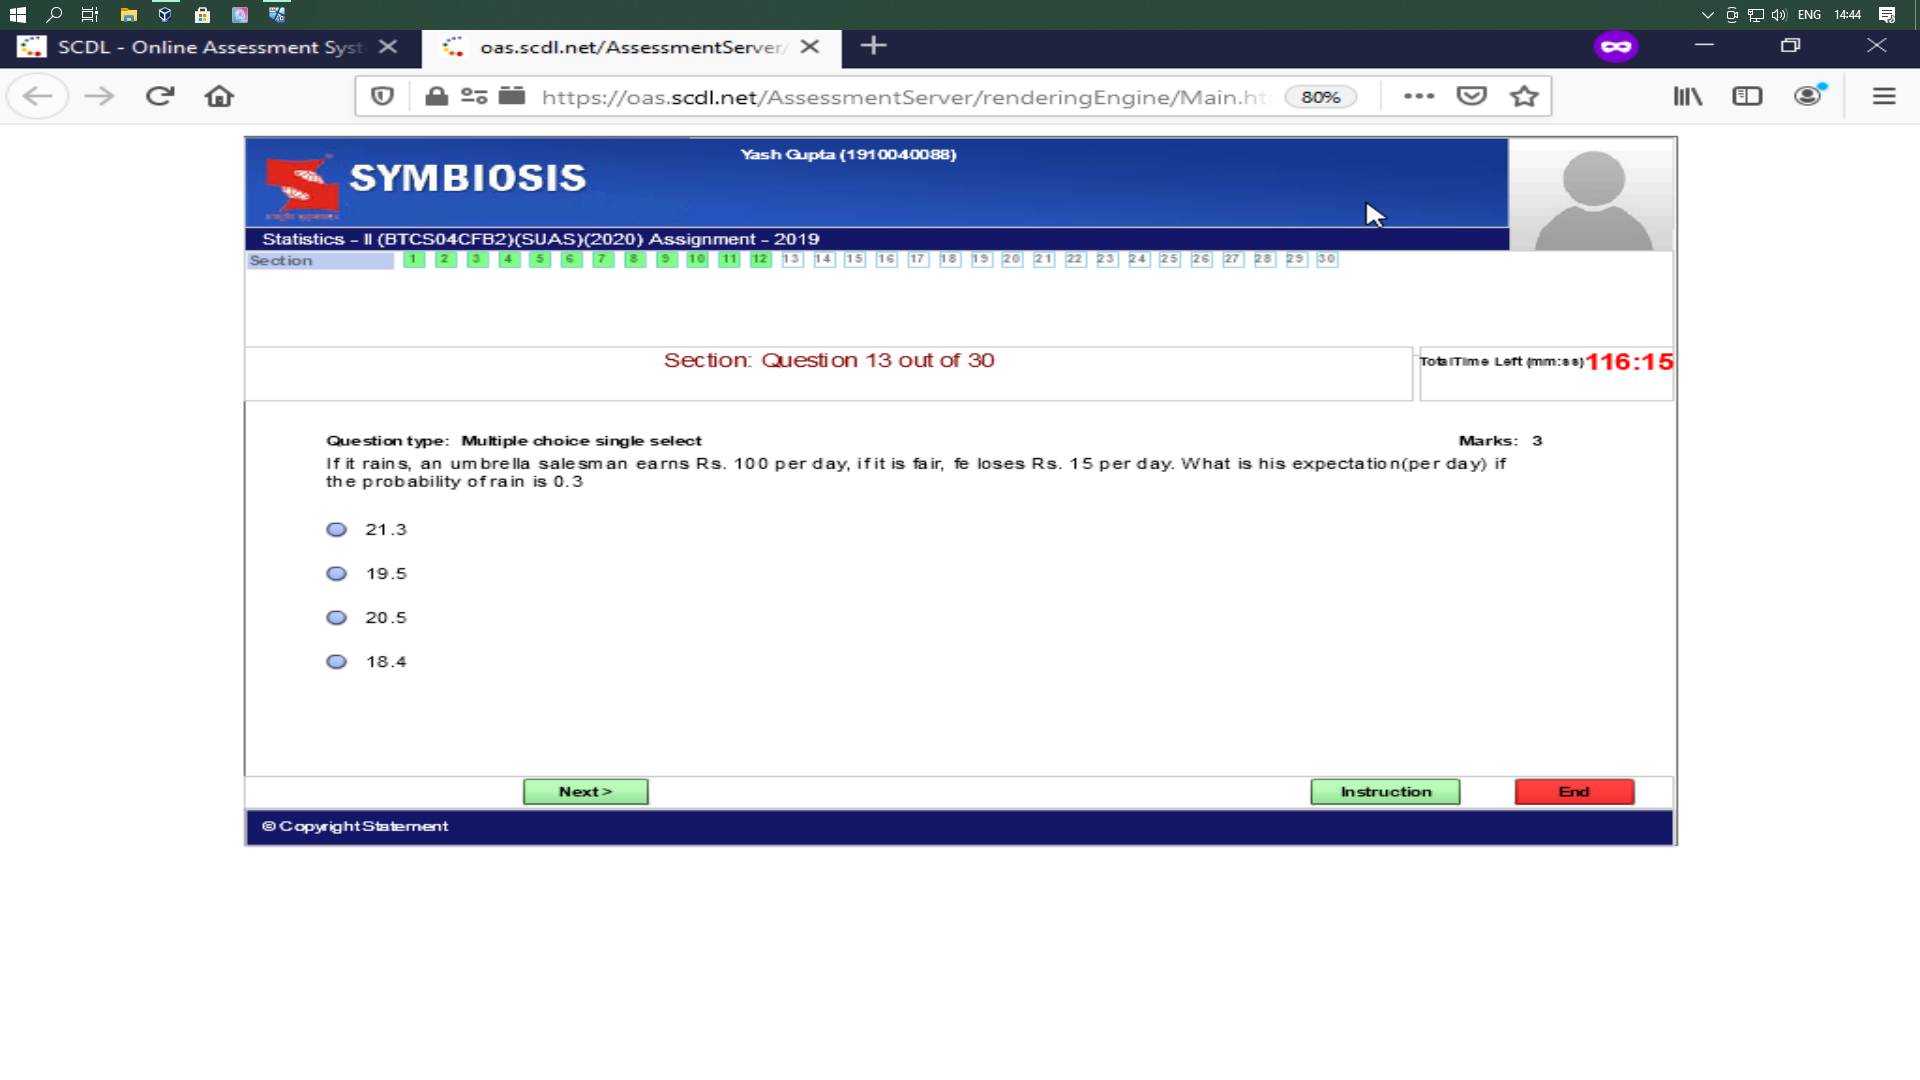 ENG 14:44
SCDL - Online Assessment Syst
oas.scdl.net/AssessmentServer/
https://oas.scdl.net/AssessmentServer/renderingEngine/Main.ht
80%
Yash Gupta (1910040088)
SYMBIOSIS
Statistics - II (BTCS04CFB2)(SUAS)(2020) Assignment - 2019
Section 1 2 3 4 5 6 7 8 9 10 11 12 13 14 15 16 17 18 19 20 21 22 23 24 25 26 27 28 29 30
Section: Question 13 out of 30
Total Time Left (mm:ss) 116:15
Question type: Multiple choice single select Marks: 3
If it rains, an umbrella salesman earns Rs. 100 per day, if it is fair, fe loses Rs. 15 per day. What is his expectation(per day) if
the probability of rain is 0.3
21.3
19.5
20.5
18.4
Next > Instruction End
© Copyright Statement